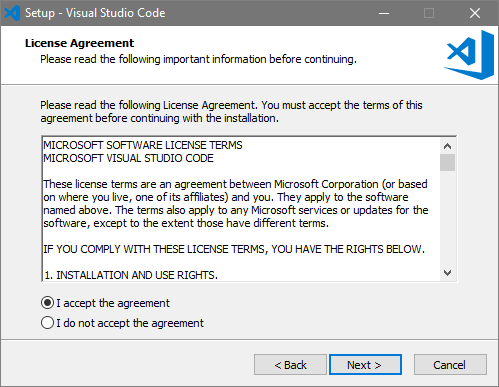 Setup - Visual Studio Code
License Agreement
Please read the following important information before continuing.
Please read the following License Agreement. You must accept the terms of this
agreement before continuing with the installation.
MICROSOFT SOFTWARE LICENSE TERMS
MICROSOFT VISUAL STUDIO CODE
These license terms are an agreement between Microsoft Corporation (or based
on where you live, one of its affiliates) and you. They apply to the software
named above. The terms also apply to any Microsoft services or updates for the
software, except to the extent those have different terms.
IF YOU COMPLY WITH THESE LICENSE TERMS, YOU HAVE THE RIGHTS BELOW.
1. INSTALLATION AND USE RIGHTS.
I accept the agreement
I do not accept the agreement
< Back
Next >
Cancel